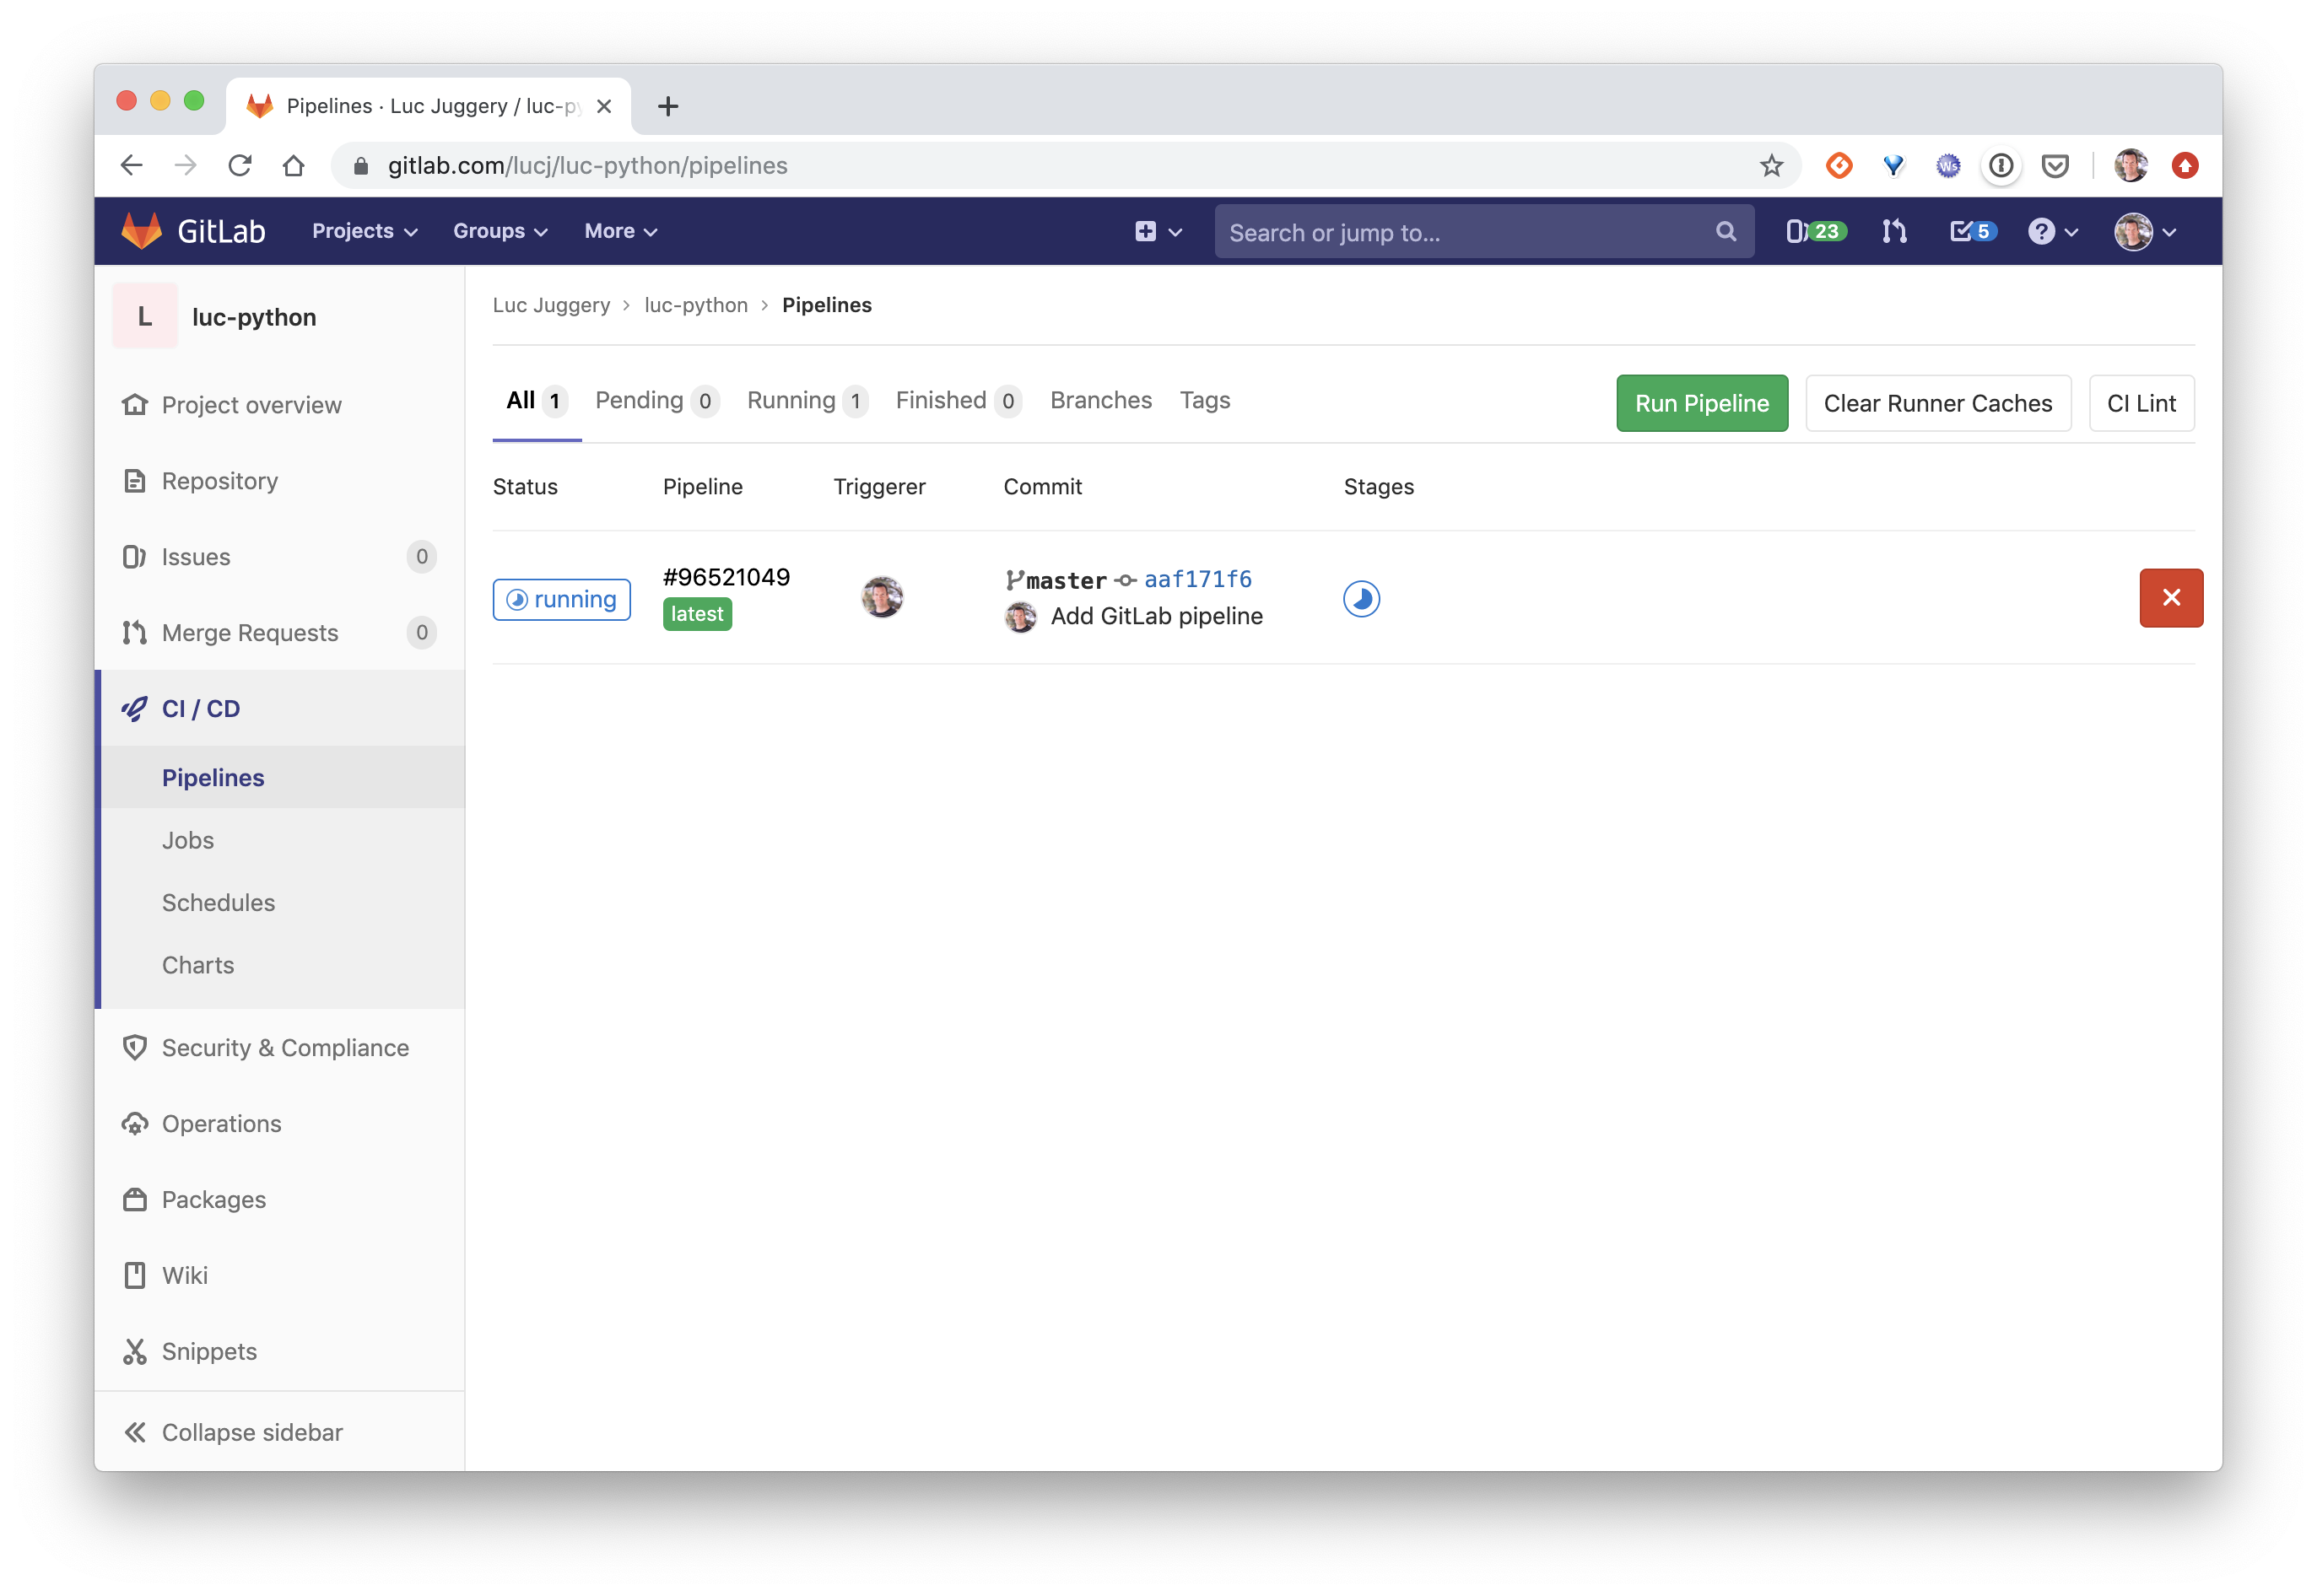 Pipelines · Luc Juggery / luc-py
gitlab.com/lucj/luc-python/pipelines
GitLab Projects Groups More Search or jump to... 23 5
L luc-python
Project overview
Repository
Issues 0
Merge Requests 0
CI / CD
Pipelines
Jobs
Schedules
Charts
Security & Compliance
Operations
Packages
Wiki
Snippets
Collapse sidebar
Luc Juggery > luc-python > Pipelines
All 1 Pending 0 Running 1 Finished 0 Branches Tags Run Pipeline Clear Runner Caches CI Lint
Status Pipeline Triggerer Commit Stages
running #96521049 master aaf171f6
latest Add GitLab pipeline